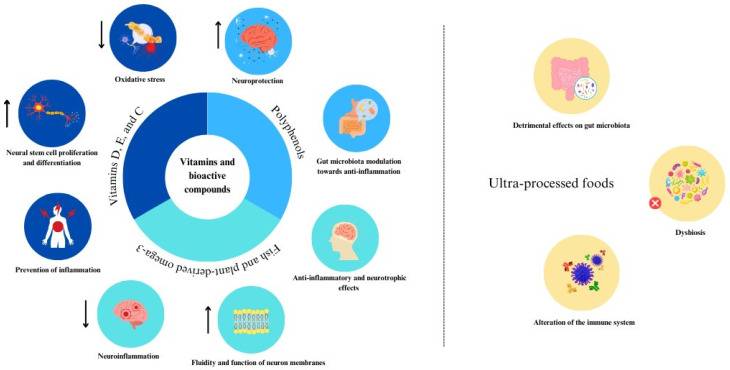 Oxidative stress
Neuroprotection
Neural stem cell proliferation
and differentiation
Vitamins D, E, and C
Polyphenols
Gut microbiota modulation
towards anti-inflammation
Vitamins and
bioactive
compounds
Prevention of inflammation
Fish and plant-derived omega-3
Anti-inflammatory and neurotrophic
effects
Neuroinflammation
Fluidity and function of neuron membranes
Detrimental effects on gut microbiota
Ultra-processed foods
Dysbiosis
Alteration of the immune system